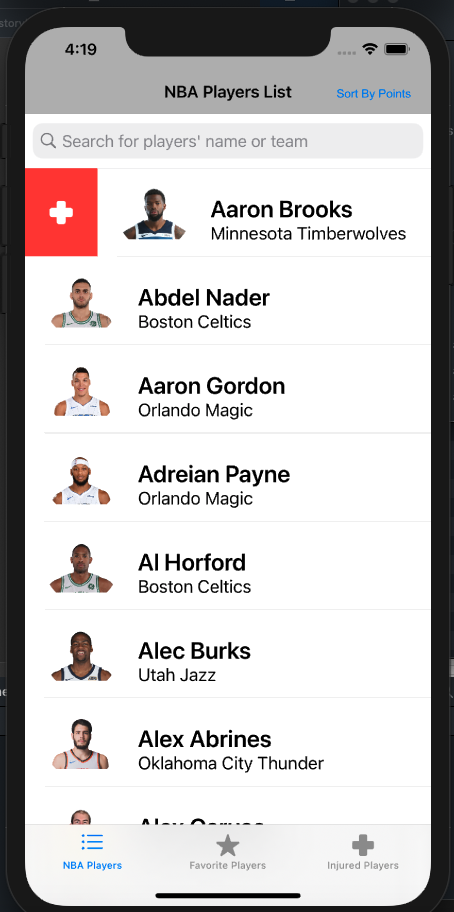 4:19
NBA Players List
Sort By Points
Search for players' name or team
Aaron Brooks
Minnesota Timberwolves
Abdel Nader
Boston Celtics
Aaron Gordon
Orlando Magic
Adreian Payne
Orlando Magic
Al Horford
Boston Celtics
Alec Burks
Utah Jazz
Alex Abrines
Oklahoma City Thunder
Alex Caruso
NBA Players
Favorite Players
Injured Players